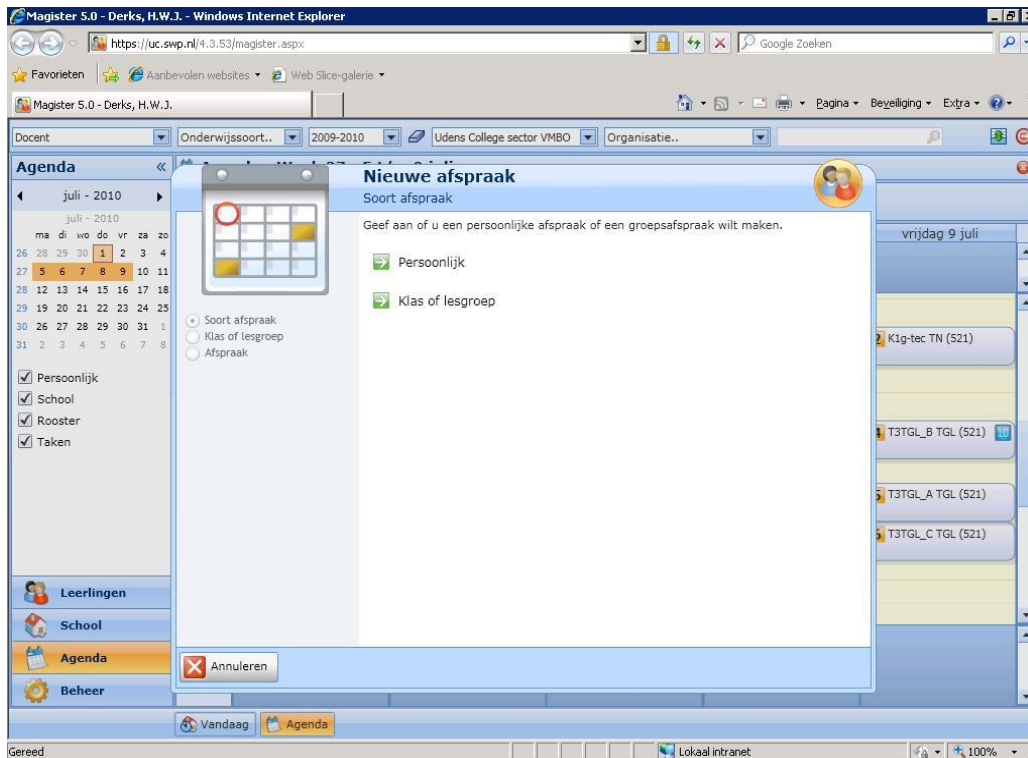 Magister 5.0 - Derks, H.W.J. - Windows Internet Explorer
https://uc.swp.nl/4.3.53/magister.aspx
Google Zoeken
Favorieten Aanbevolen websites Web Slice-galerie
Magister 5.0 - Derks, H.W.J.
Pagina Beveiliging Extra
Docent Onderwijssoort.. 2009-2010 Udens College sector VMBO Organisatie..
Agenda
juli - 2010
juli - 2010
ma di wo do vr za zo
26 28 29 30 1 2 3 4
27 5 6 7 8 9 10 11
28 12 13 14 15 16 17 18
29 19 20 21 22 23 24 25
30 26 27 28 29 30 31 1
31 2 3 4 5 6 7 8
Persoonlijk
School
Rooster
Taken
Leerlingen
School
Agenda
Beheer
Nieuwe afspraak
Soort afspraak
Geef aan of u een persoonlijke afspraak of een groepsafspraak wilt maken.
Persoonlijk
Klas of lesgroep
Soort afspraak
Klas of lesgroep
Afspraak
Annuleren
vrijdag 9 juli
2 K1g-tec TN (521)
4 T3TGL_B TGL (521) 10
5 T3TGL_A TGL (521)
6 T3TGL_C TGL (521)
Vandaag Agenda
Gereed Lokaal intranet 100%